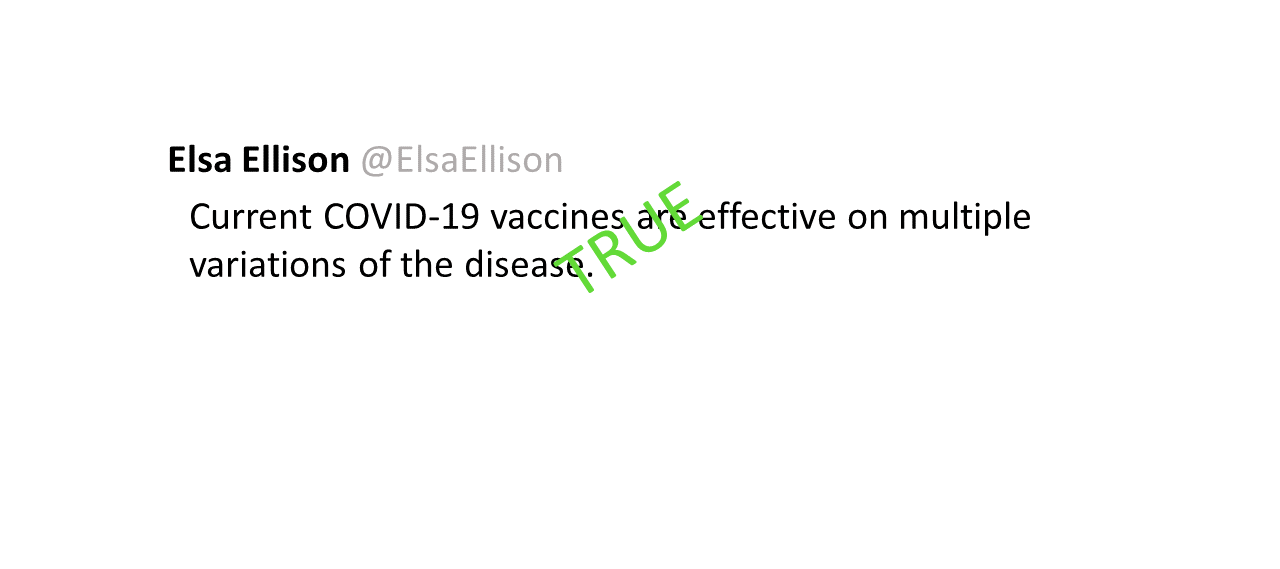 Elsa Ellison @ElsaEllison
Current COVID-19 vaccines are effective on multiple
variations of the disease.
TRUE